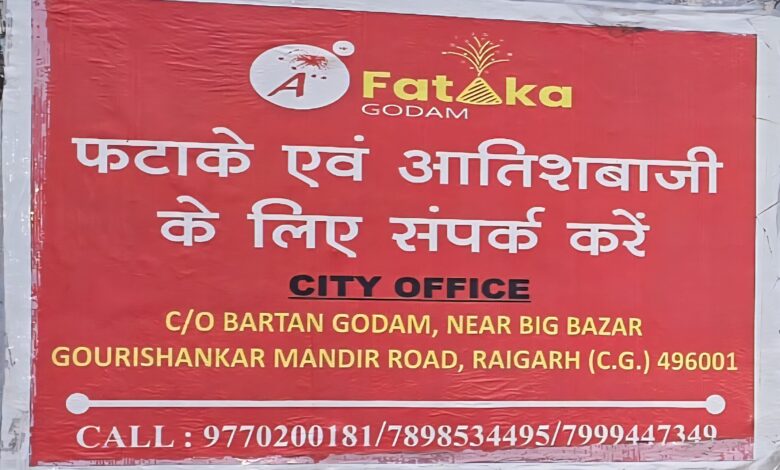 A+ Fataka
GODAM
फटाके एवं आतिशबाजी
के लिए संपर्क करें
CITY OFFICE
C/O BARTAN GODAM, NEAR BIG BAZAR
GOURISHANKAR MANDIR ROAD, RAIGARH (C.G.) 496001
CALL : 9770200181/7898534495/7999447349